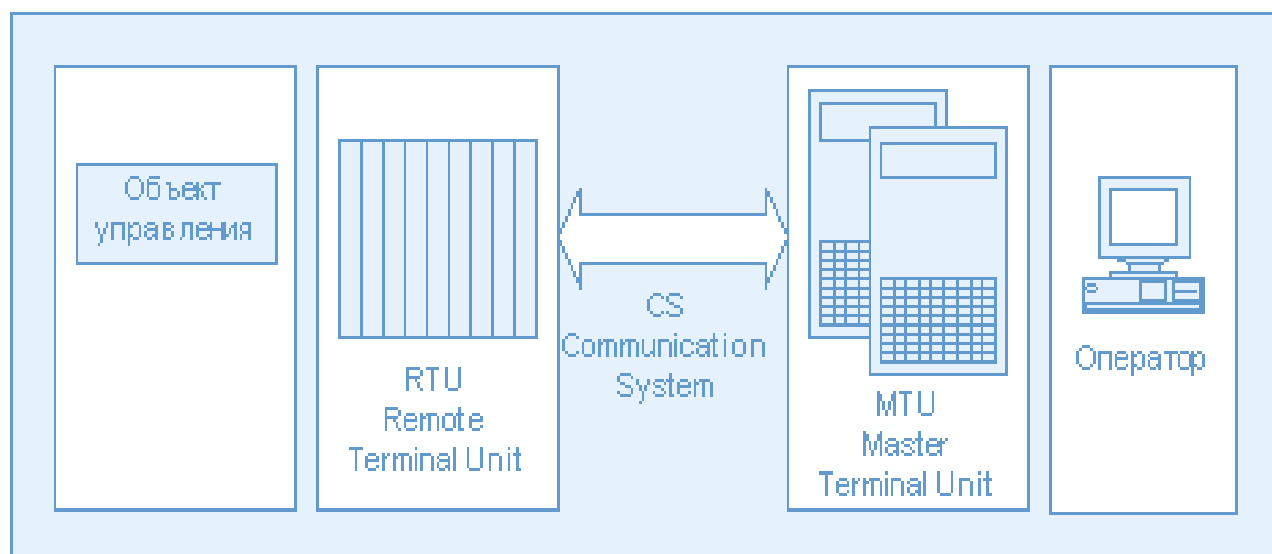 Объект
управления
RTU
Remote
Terminal Unit
CS
Communication
System
MTU
Master
Terminal Unit
Оператор